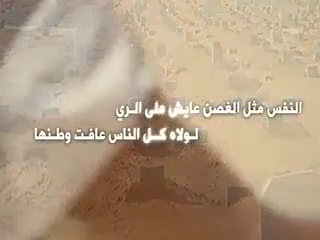 النفس مثل الغصن عايش على الري
لولاه كل الناس عافت وطنها